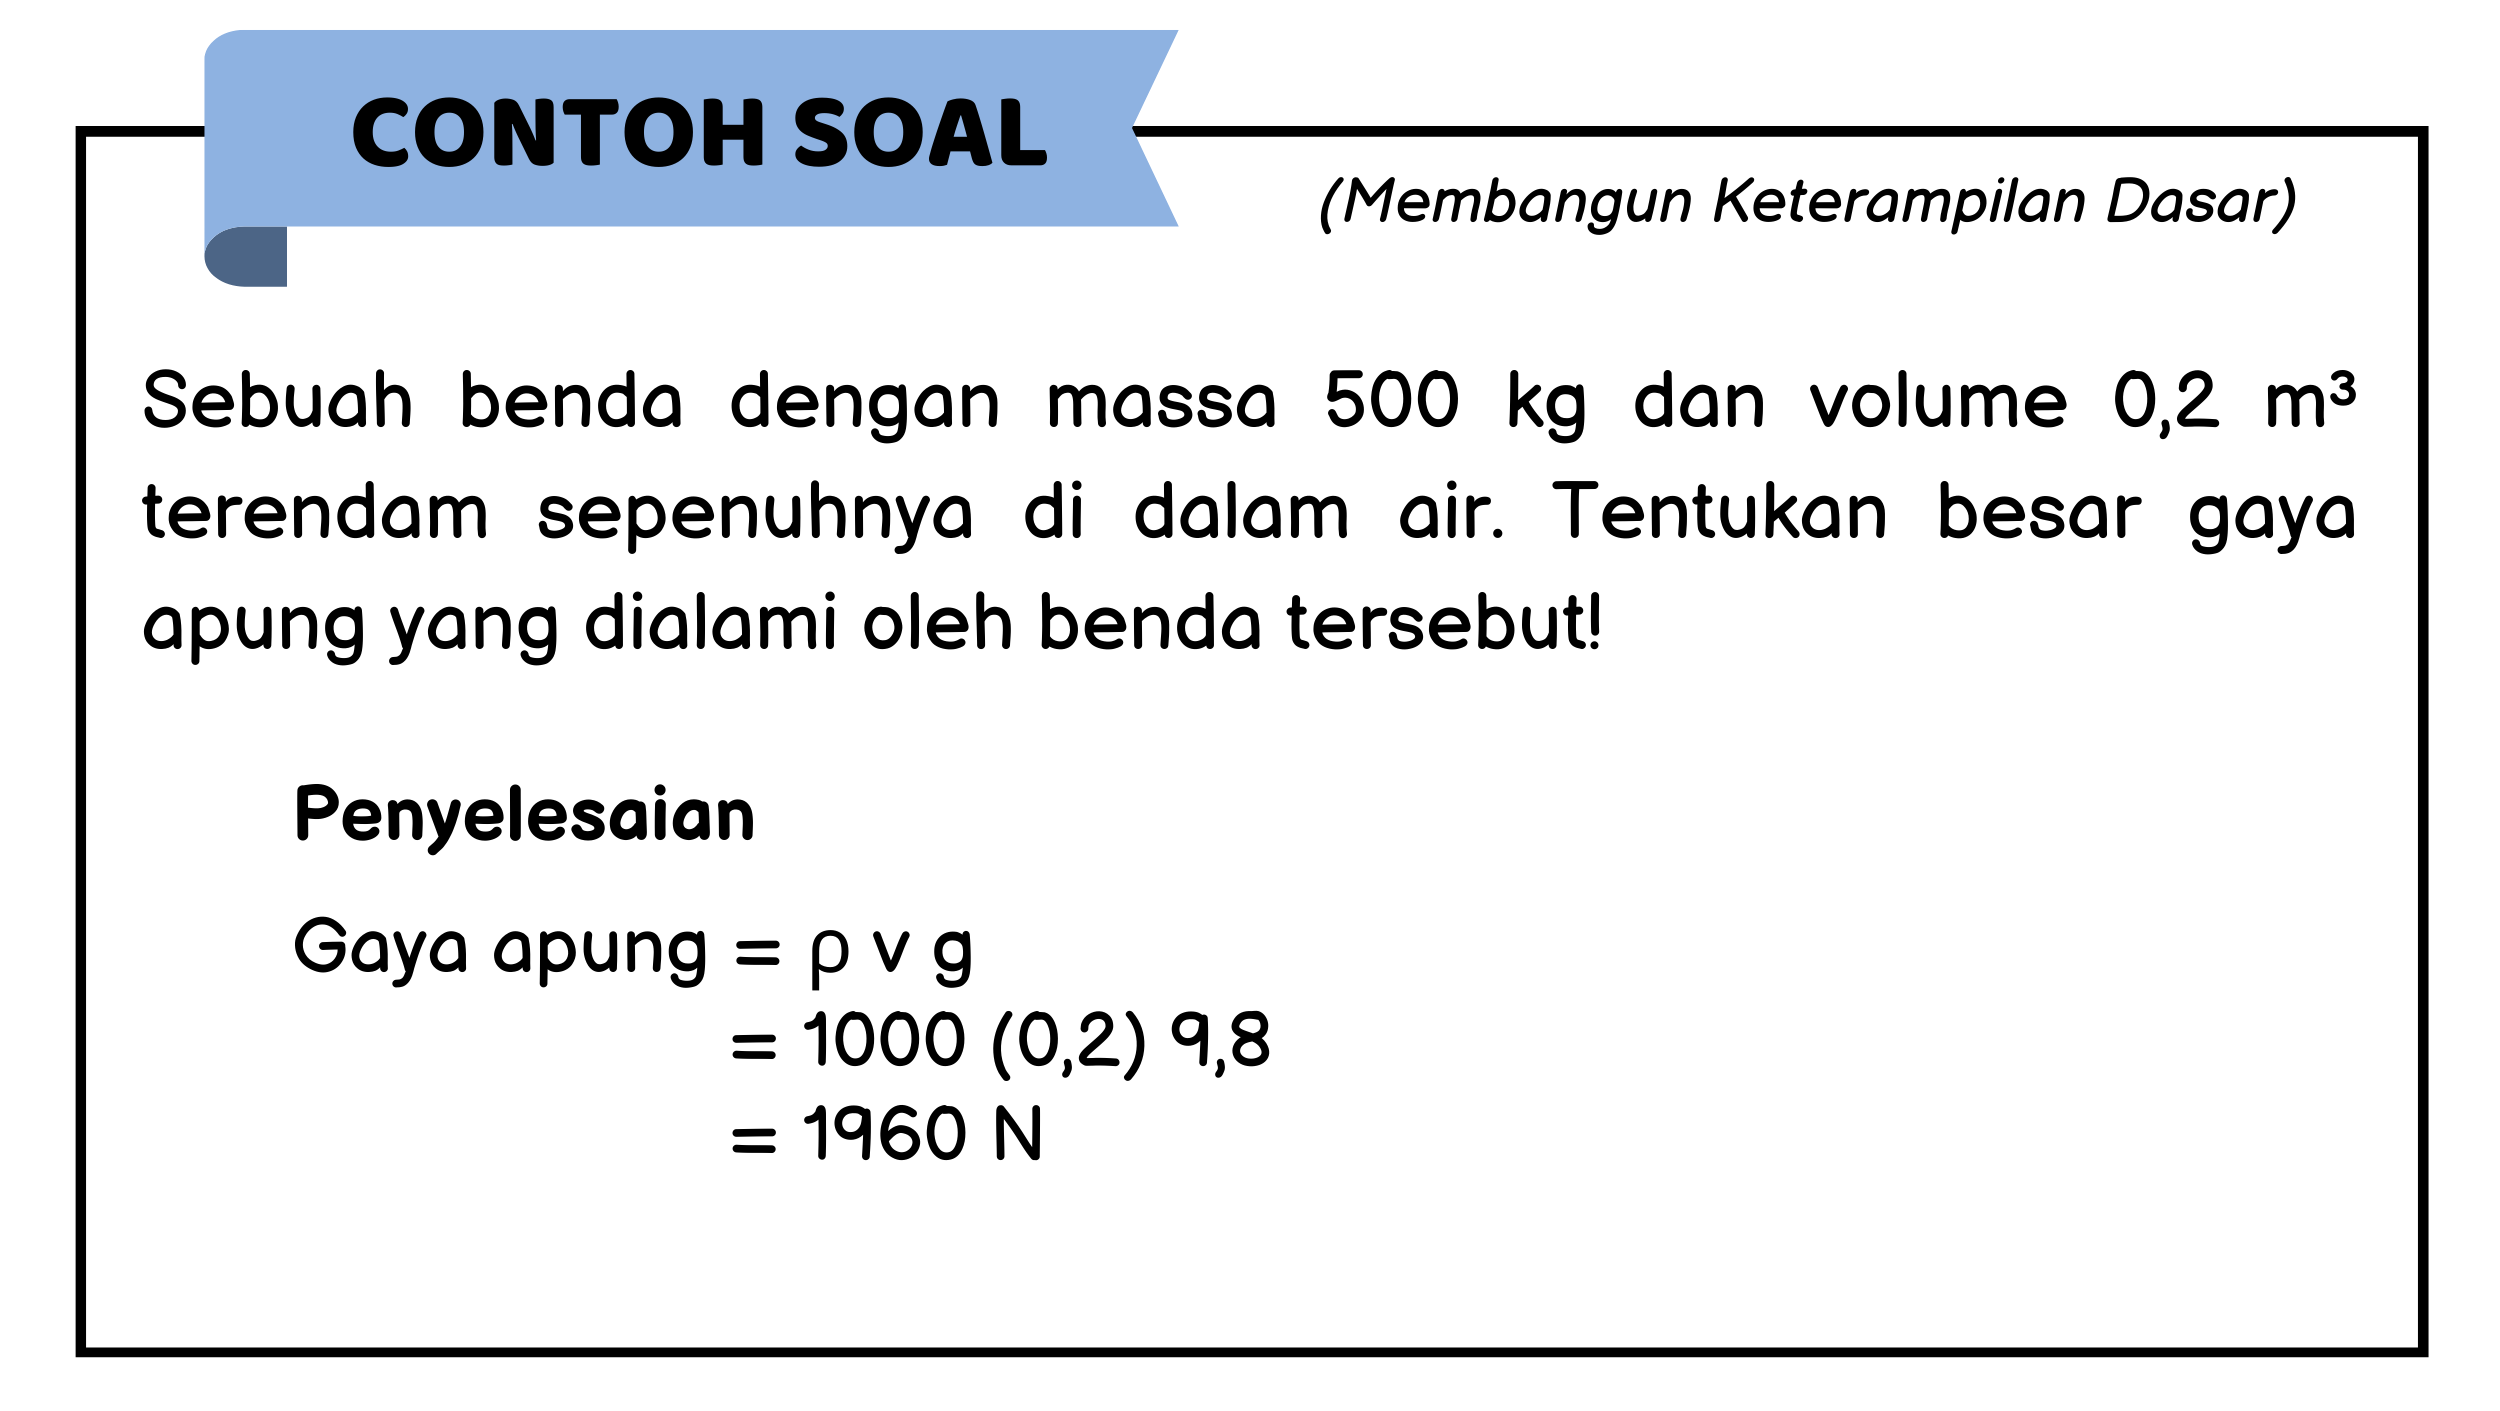 CONTOH SOAL
(Membangun Keterampilan Dasar)
Sebuah benda dengan massa 500 kg dan volume 0,2 m³
terendam sepenuhnya di dalam air. Tentukan besar gaya
apung yang dialami oleh benda tersebut!
Penyelesaian
Gaya apung = ρ v g
= 1000 (0,2) 9,8
= 1960 N